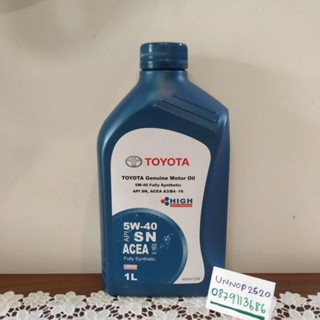 TOYOTA
TOYOTA Genuine Motor Oil
5W-40 Fully Synthetic
API SN, ACEA A3/B4 -16
HIGH
5W-40
API SN
ACEA
Fully Synthetic
1L
UNNOP2520
0879113686